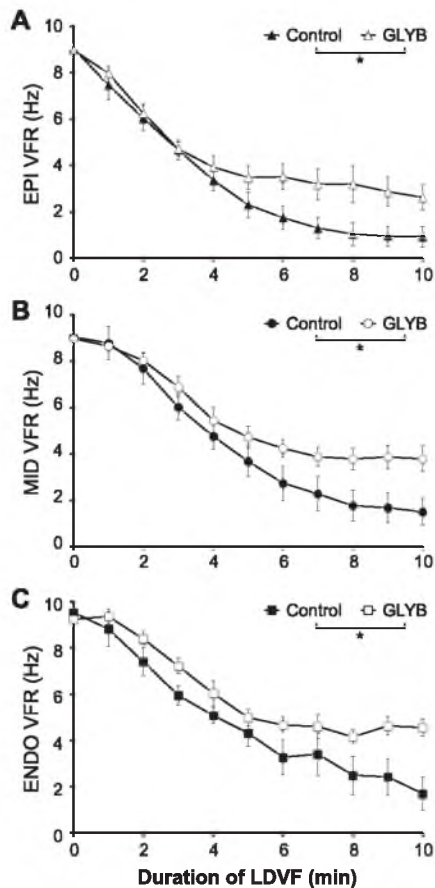 A
Control GLYB
*
EPI VFR (Hz)
10
8
6
4
2
0
0 2 4 6 8 10
B
Control GLYB
*
MID VFR (Hz)
10
8
6
4
2
0
0 2 4 6 8 10
C
Control GLYB
*
ENDO VFR (Hz)
10
8
6
4
2
0
0 2 4 6 8 10
Duration of LDVF (min)